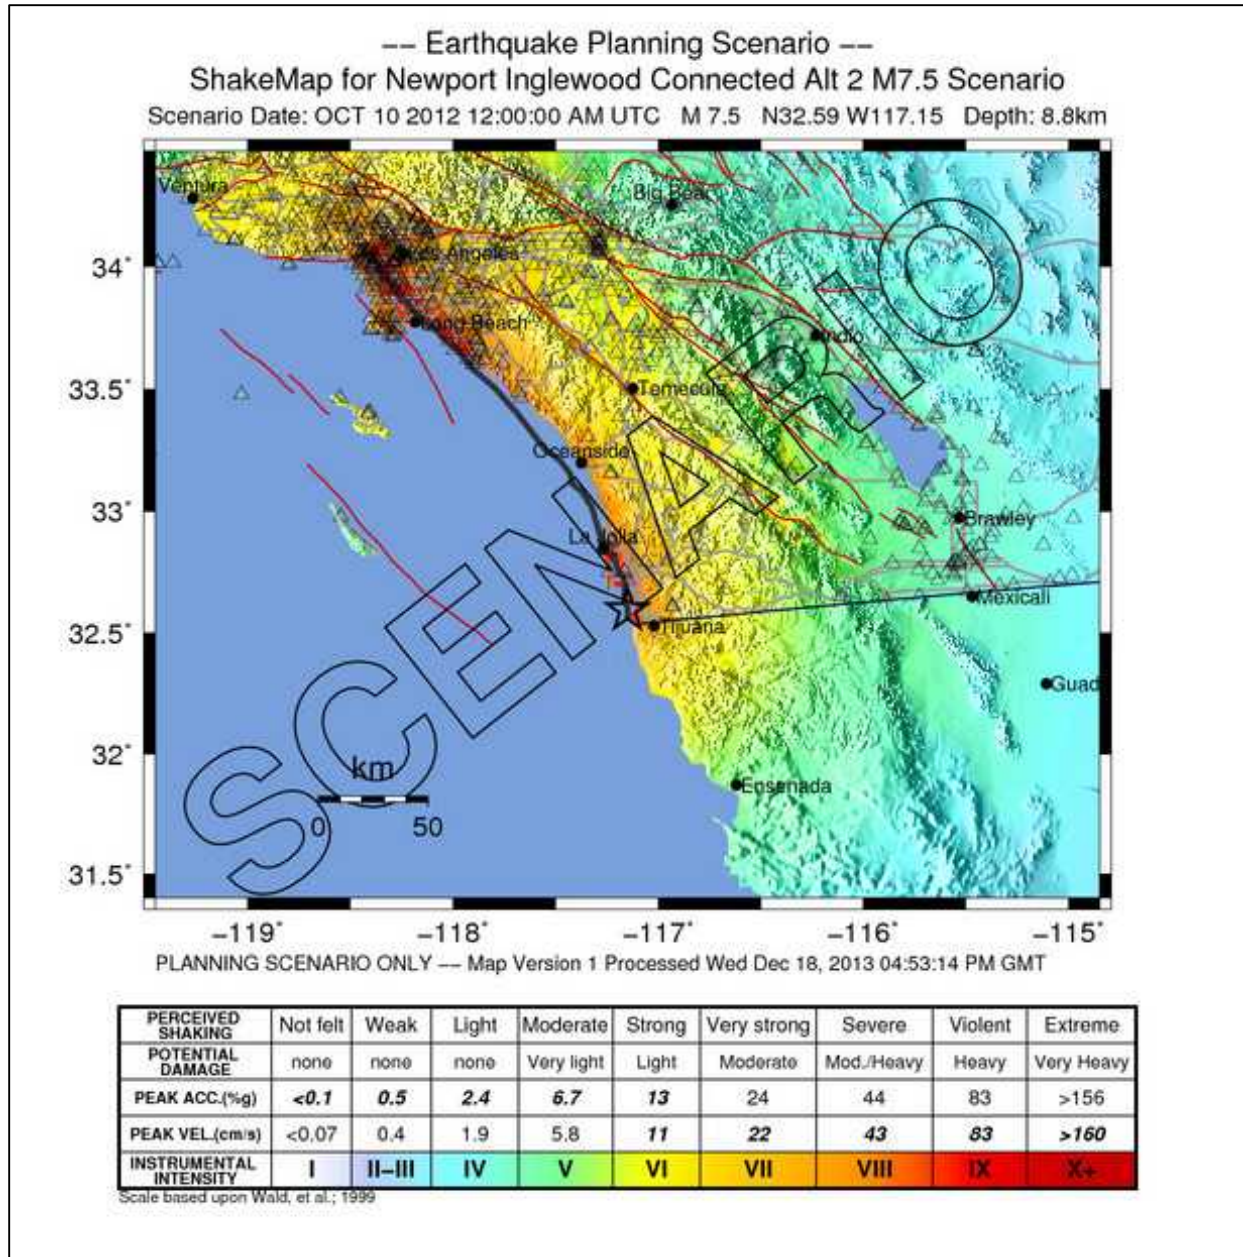 -- Earthquake Planning Scenario --
ShakeMap for Newport Inglewood Connected Alt 2 M7.5 Scenario
Scenario Date: OCT 10 2012 12:00:00 AM UTC M 7.5 N32.59 W117.15 Depth: 8.8km
Ventura
Big Bear
34°
Los Angeles
Long Beach
Indio
33.5°
Temecula
Oceanside
33°
Brawley
La Jolla
Mexicali
32.5°
Tijuana
Guad
32°
km
Ensenada
0 50
31.5°
SCENARIO
-119° -118° -117° -116° -115°
PLANNING SCENARIO ONLY -- Map Version 1 Processed Wed Dec 18, 2013 04:53:14 PM GMT
PERCEIVED SHAKING Not felt Weak Light Moderate Strong Very strong Severe Violent Extreme
POTENTIAL DAMAGE none none none Very light Light Moderate Mod./Heavy Heavy Very Heavy
PEAK ACC.(%g) <0.1 0.5 2.4 6.7 13 24 44 83 >156
PEAK VEL.(cm/s) <0.07 0.4 1.9 5.8 11 22 43 83 >160
INSTRUMENTAL INTENSITY I II-III IV V VI VII VIII IX X+
Scale based upon Wald, et al.; 1999